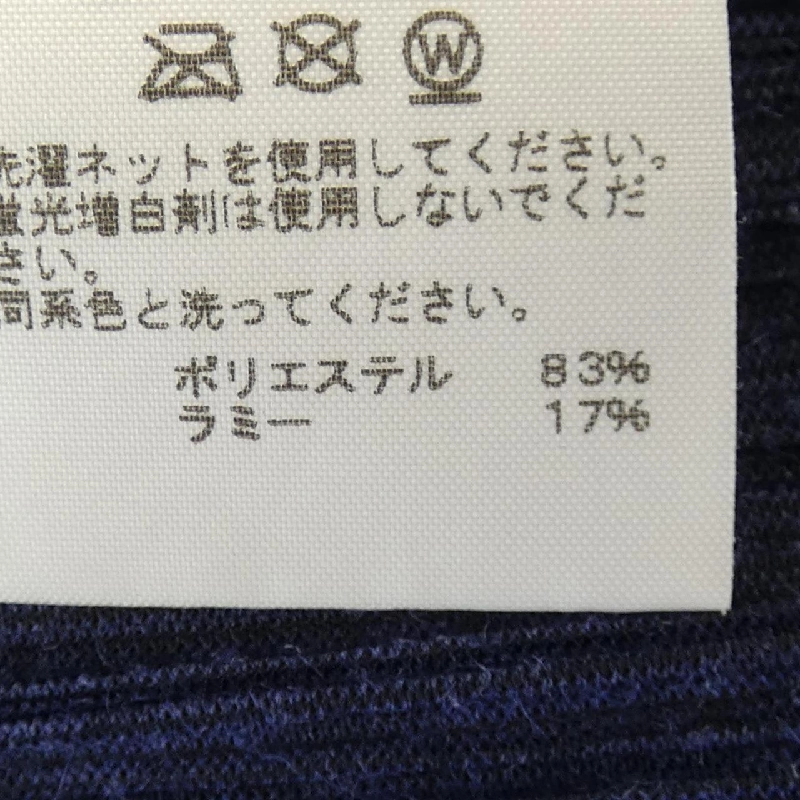 W
洗濯ネットを使用してください。
蛍光増白剤は使用しないでくだ
さい。
同系色と洗ってください。
ポリエステル 83%
ラミー 17%